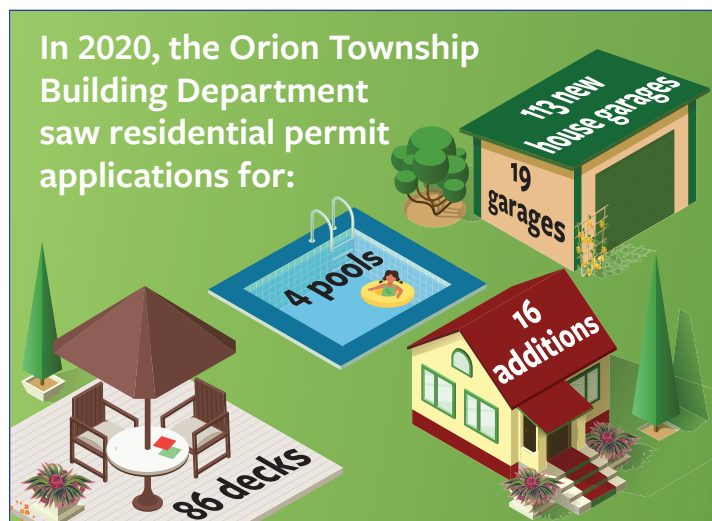 In 2020, the Orion Township
Building Department
saw residential permit
applications for:
113 new
house garages
19
garages
4 pools
16
additions
86 decks